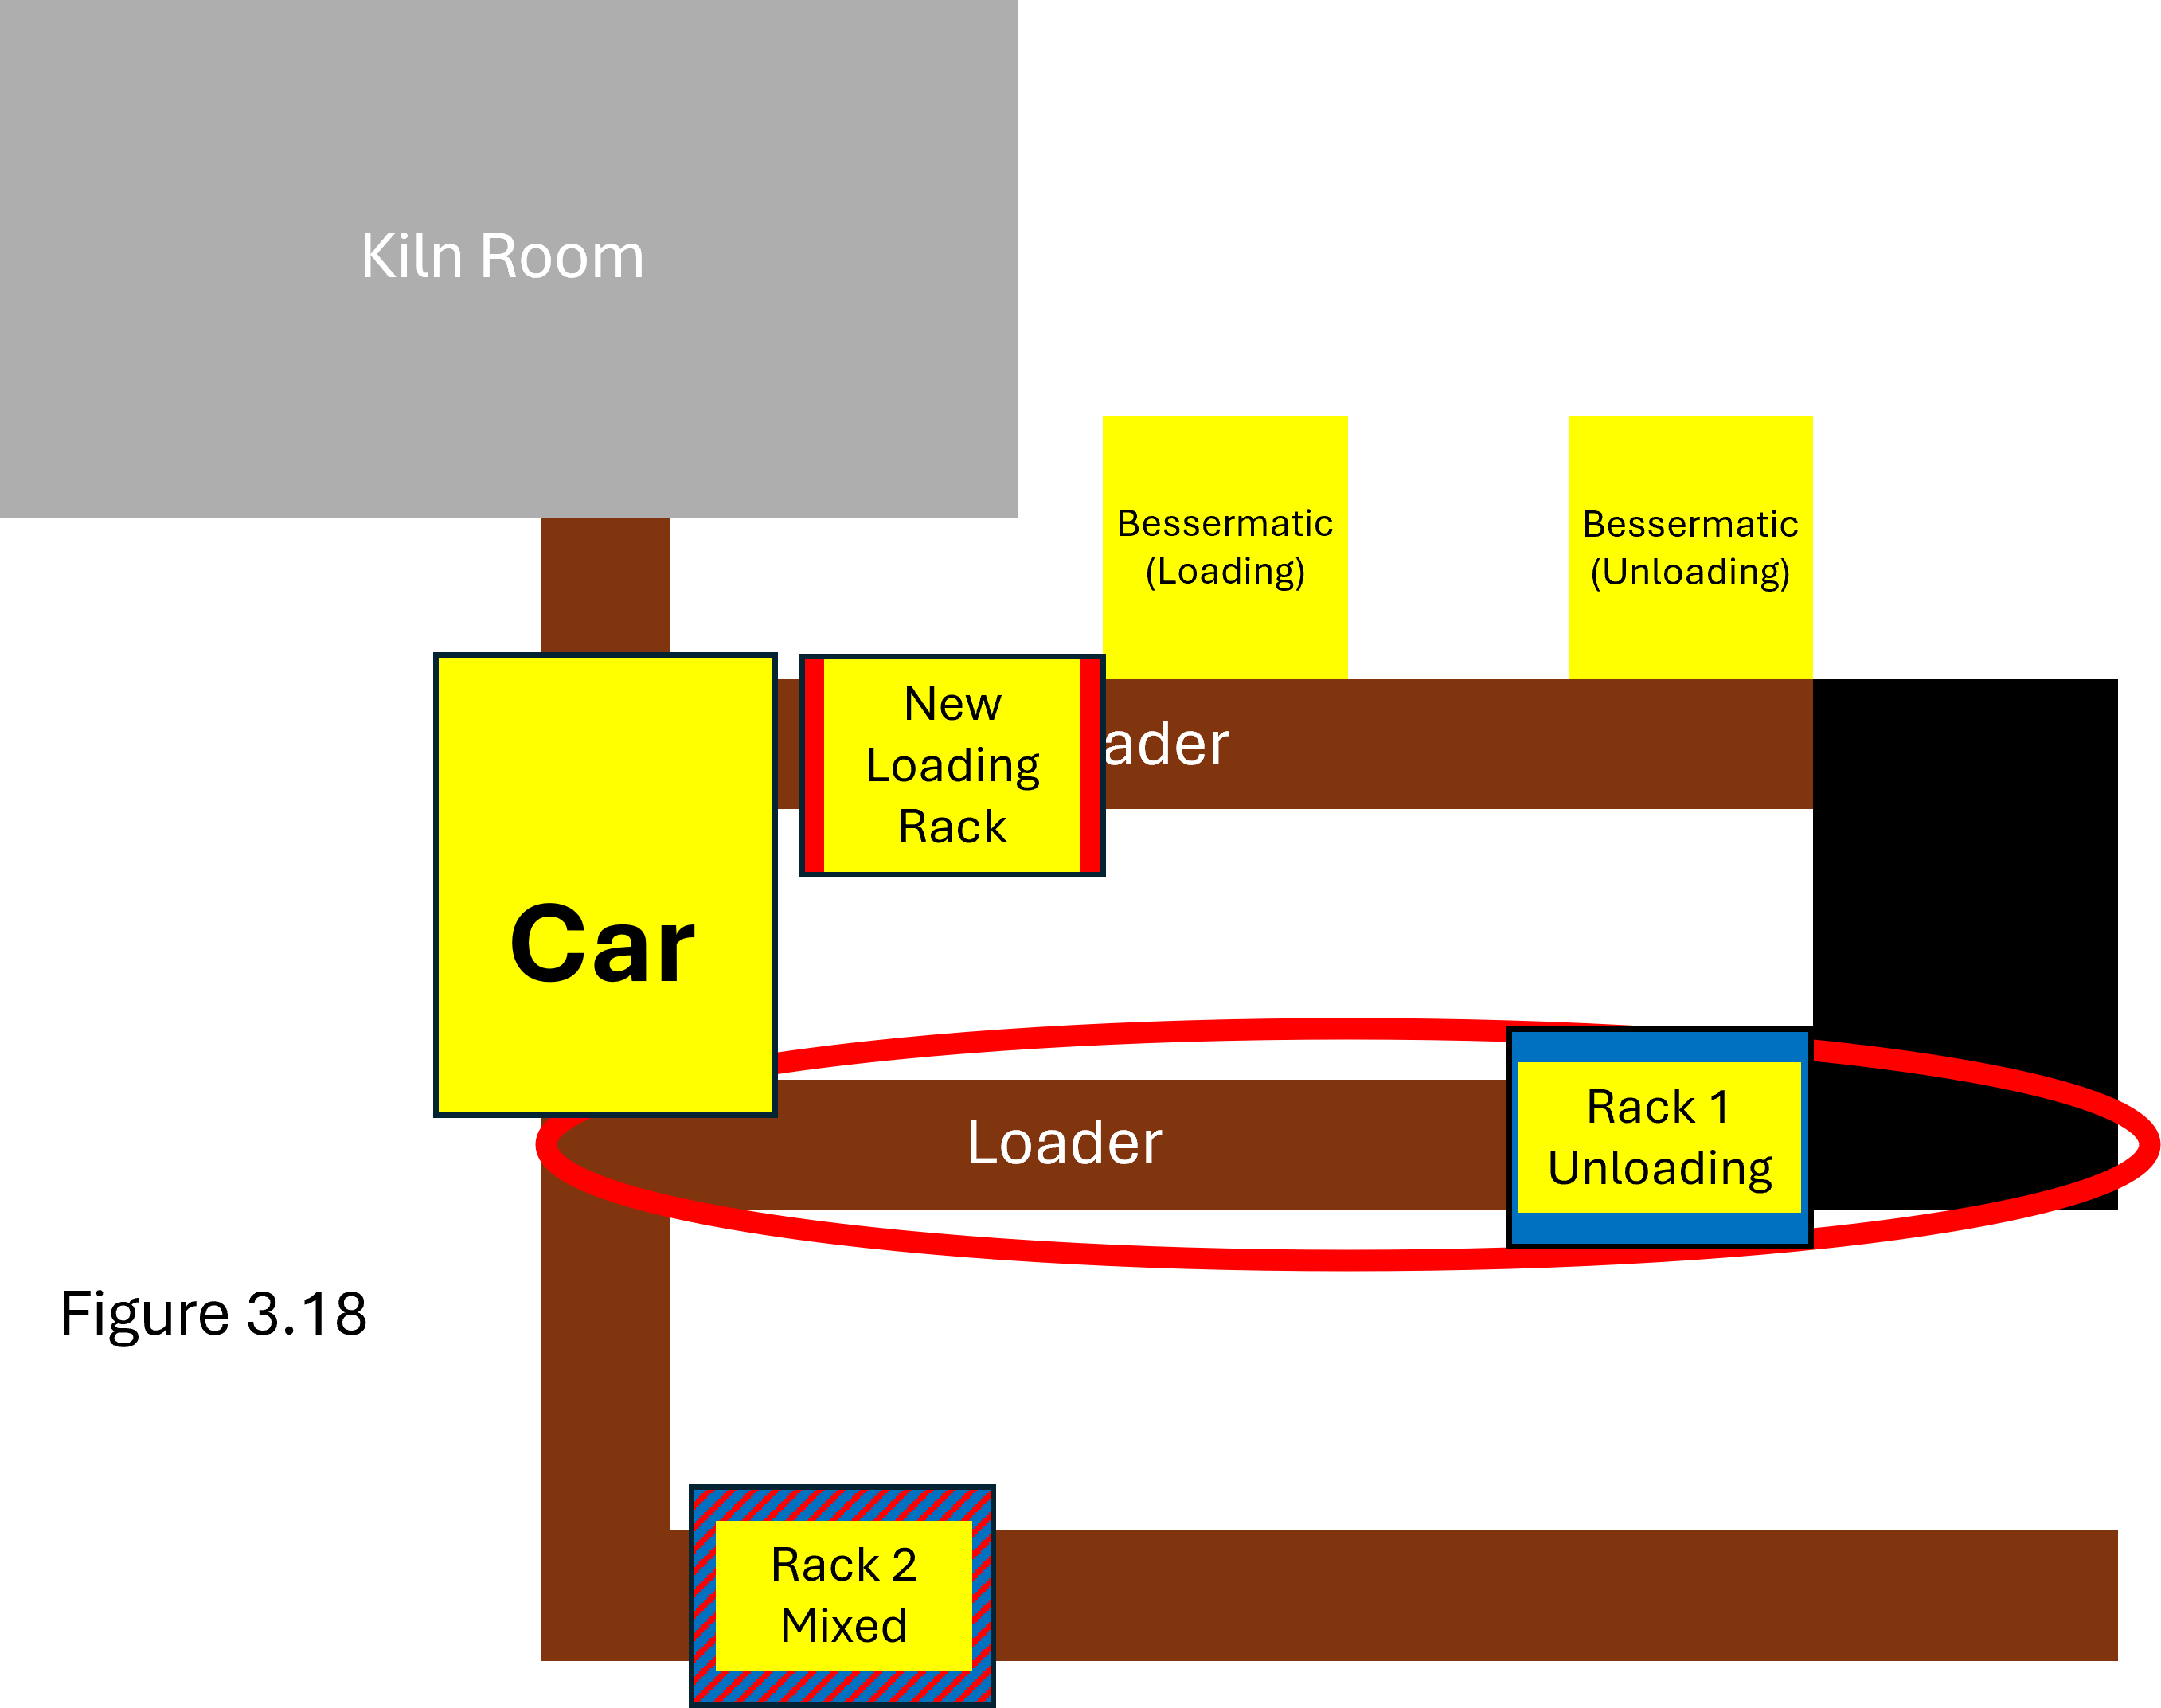 Kiln Room
Bessermatic
(Loading)
Bessermatic
(Unloading)
New
Loading
Rack
ader
Car
Rack 1
Unloading
Loader
Figure 3.18
Rack 2
Mixed